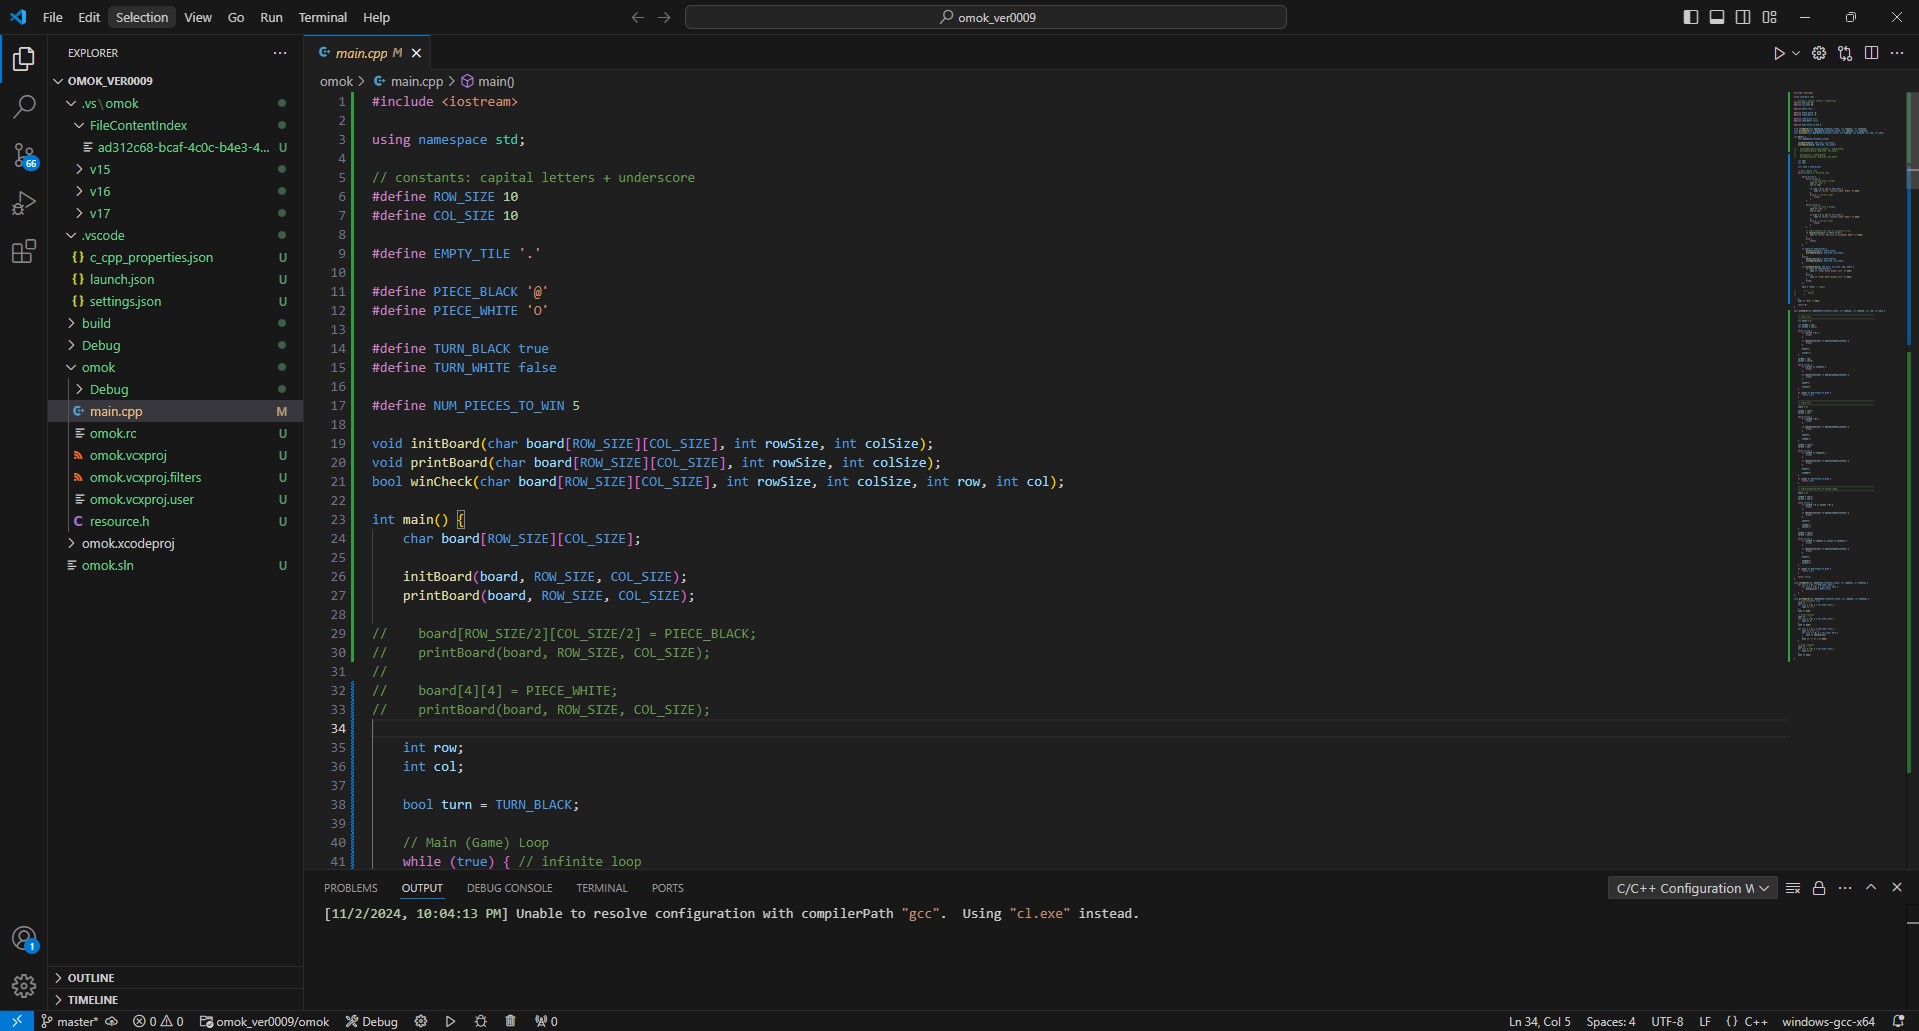 File Edit Selection View Go Run Terminal Help
omok_ver0009
EXPLORER
OMOK_VER0009
.vs\omok
FileContentIndex
ad312c68-bcaf-4c0c-b4e3-4... U
v15
v16
v17
.vscode
c_cpp_properties.json U
launch.json U
settings.json U
build
Debug
omok
Debug
main.cpp M
omok.rc U
omok.vcxproj U
omok.vcxproj.filters U
omok.vcxproj.user U
resource.h U
omok.xcodeproj
omok.sln U
OUTLINE
TIMELINE
66
1
main.cpp M
omok > main.cpp > main()
1 #include <iostream>
2
3 using namespace std;
4
5 // constants: capital letters + underscore
6 #define ROW_SIZE 10
7 #define COL_SIZE 10
8
9 #define EMPTY_TILE '.'
10
11 #define PIECE_BLACK '@'
12 #define PIECE_WHITE 'O'
13
14 #define TURN_BLACK true
15 #define TURN_WHITE false
16
17 #define NUM_PIECES_TO_WIN 5
18
19 void initBoard(char board[ROW_SIZE][COL_SIZE], int rowSize, int colSize);
20 void printBoard(char board[ROW_SIZE][COL_SIZE], int rowSize, int colSize);
21 bool winCheck(char board[ROW_SIZE][COL_SIZE], int rowSize, int colSize, int row, int col);
22
23 int main() {
24 char board[ROW_SIZE][COL_SIZE];
25
26 initBoard(board, ROW_SIZE, COL_SIZE);
27 printBoard(board, ROW_SIZE, COL_SIZE);
28
29 // board[ROW_SIZE/2][COL_SIZE/2] = PIECE_BLACK;
30 // printBoard(board, ROW_SIZE, COL_SIZE);
31 //
32 // board[4][4] = PIECE_WHITE;
33 // printBoard(board, ROW_SIZE, COL_SIZE);
34
35 int row;
36 int col;
37
38 bool turn = TURN_BLACK;
39
40 // Main (Game) Loop
41 while (true) { // infinite loop
PROBLEMS OUTPUT DEBUG CONSOLE TERMINAL PORTS
C/C++ Configuration W
[11/2/2024, 10:04:13 PM] Unable to resolve configuration with compilerPath "gcc".  Using "cl.exe" instead.
master* 0 0 omok_ver0009/omok Debug 0
Ln 34, Col 5 Spaces: 4 UTF-8 LF {} C++ windows-gcc-x64